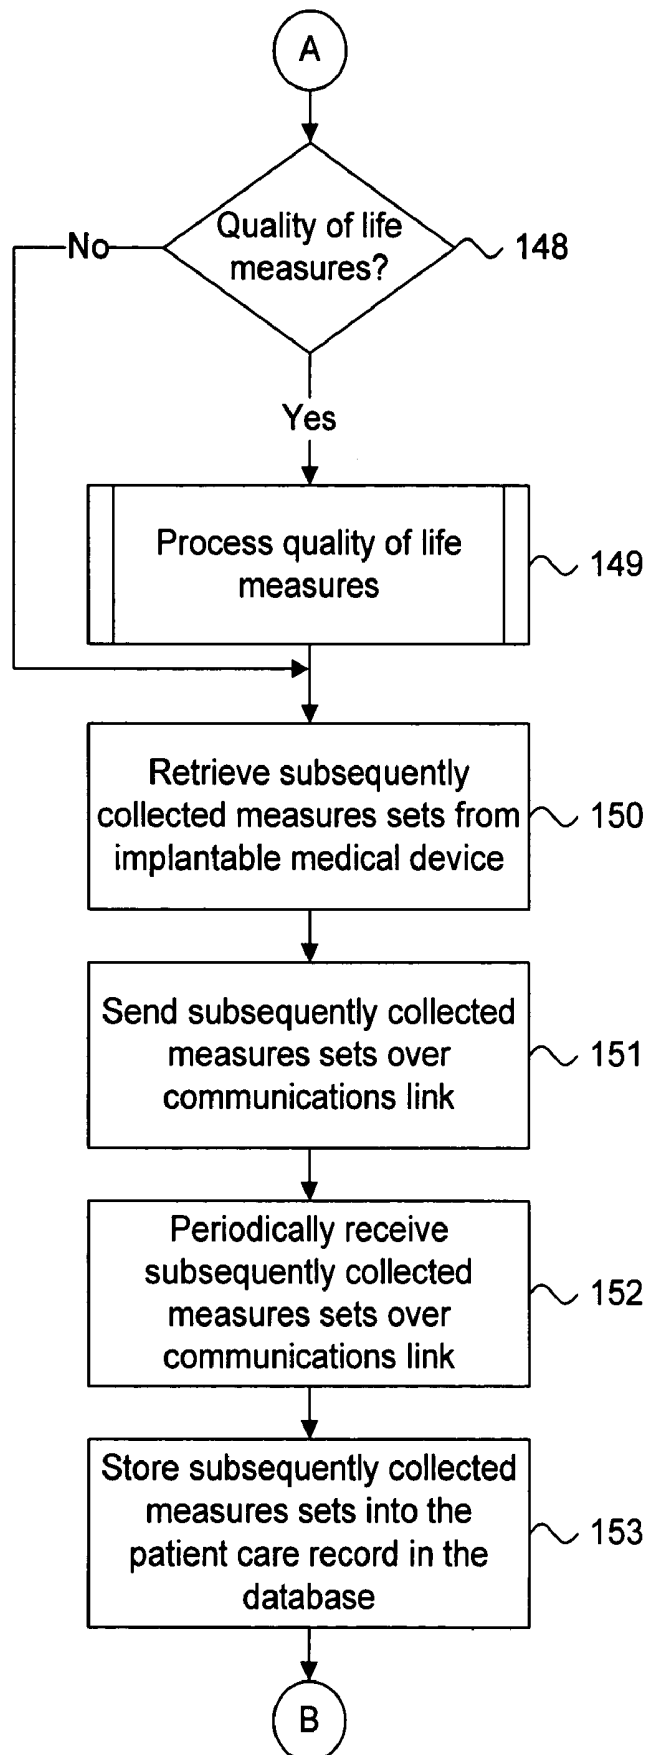 A
Quality of life
measures?
148
No
Yes
Process quality of life
measures
149
Retrieve subsequently
collected measures sets from
implantable medical device
150
Send subsequently collected
measures sets over
communications link
151
Periodically receive
subsequently collected
measures sets over
communications link
152
Store subsequently collected
measures sets into the
patient care record in the
database
153
B